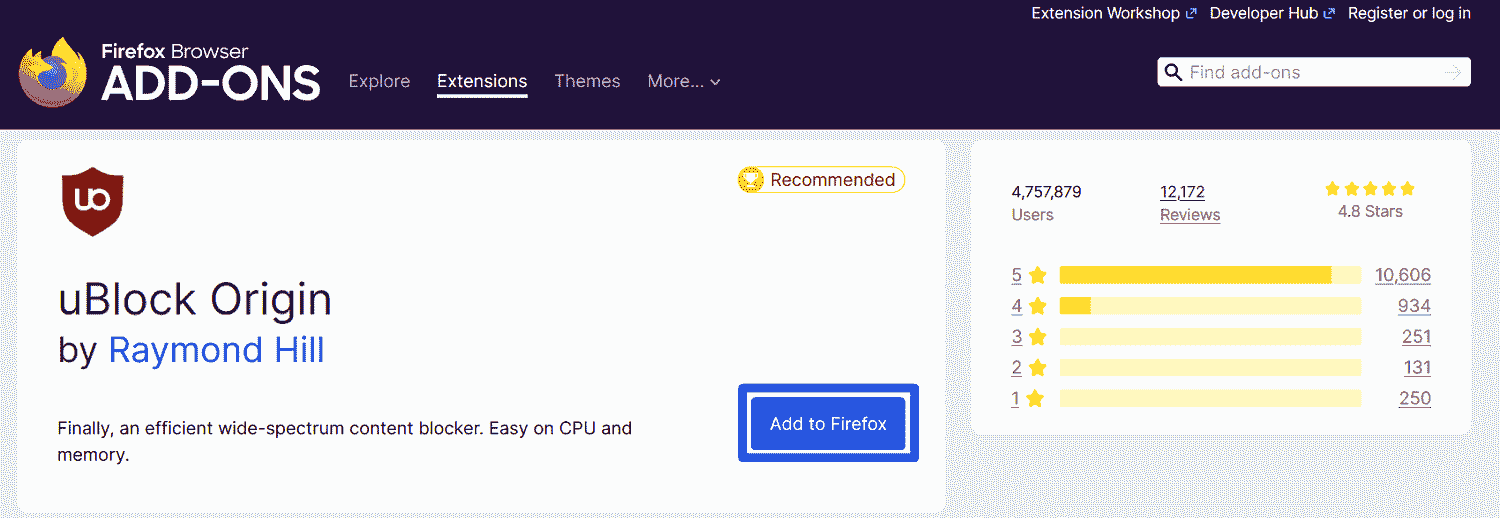 Extension Workshop Developer Hub Register or log in
Firefox Browser
ADD-ONS
Explore Extensions Themes More...
Find add-ons
uo
Recommended
uBlock Origin
by Raymond Hill
Finally, an efficient wide-spectrum content blocker. Easy on CPU and
memory.
Add to Firefox
4,757,879 12,172
Users Reviews 4.8 Stars
5 10,606
4 934
3 251
2 131
1 250